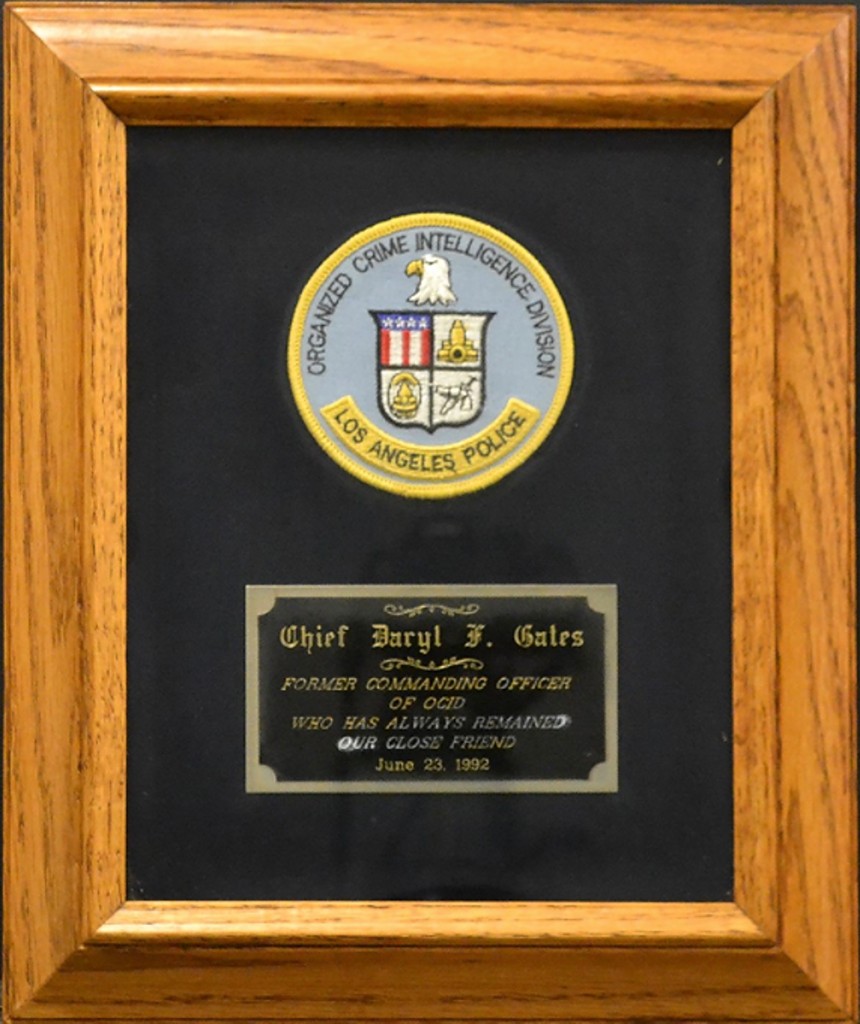 ORGANIZED CRIME INTELLIGENCE DIVISION
LOS ANGELES POLICE
Chief Daryl F. Gates
FORMER COMMANDING OFFICER
OF OCID
WHO HAS ALWAYS REMAINED
OUR CLOSE FRIEND
June 23, 1992